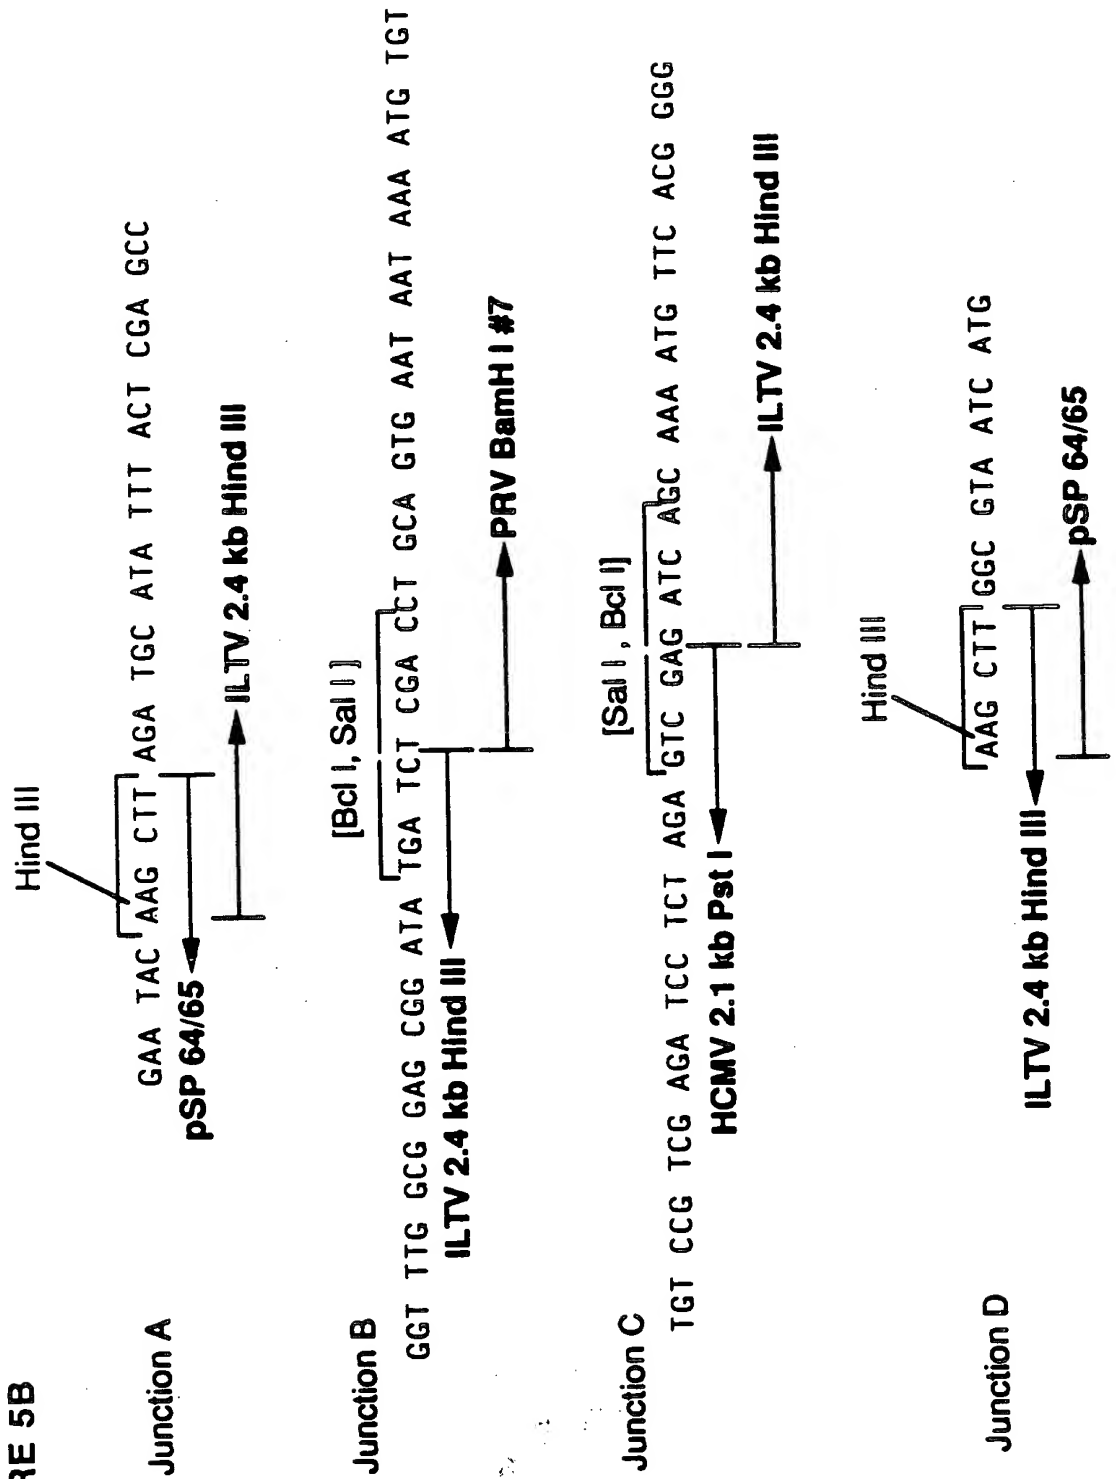 RE 5B
Junction A
Hind III
GAA TAC AAG CTT AGA TGC ATA TTT ACT CGA GCC
pSP 64/65
ILTV 2.4 kb Hind III
Junction B
[Bcl I, Sal I]
GGT TTG GCG GAG CGG ATA TGA TCT CGA CCT GCA GTG AAT AAT AAA ATG TGT
ILTV 2.4 kb Hind III
PRV BamH I #7
Junction C
[Sal I, Bcl I]
TGT CCG TCG AGA TCC TCT AGA GTC GAG ATC AGC AAA ATG TTC ACG GGG
HCMV 2.1 kb Pst I
ILTV 2.4 kb Hind III
Junction D
Hind III
AAG CTT GGC GTA ATC ATG
ILTV 2.4 kb Hind III
pSP 64/65